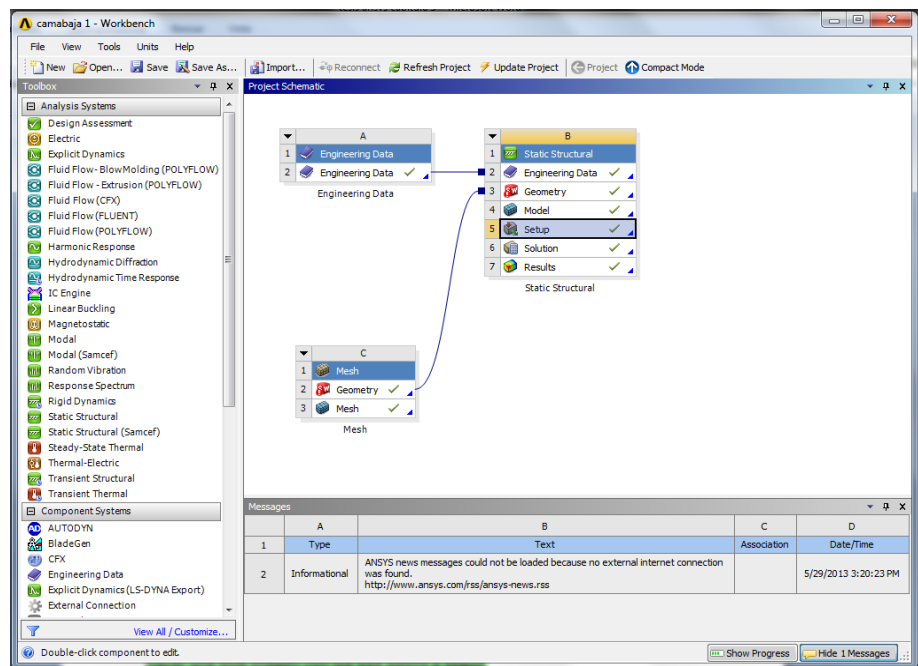 camabaja 1 - Workbench
File View Tools Units Help
New Open... Save Save As... Import... Reconnect Refresh Project Update Project Project Compact Mode
Toolbox
Analysis Systems
Design Assessment
Electric
Explicit Dynamics
Fluid Flow- BlowMolding (POLYFLOW)
Fluid Flow - Extrusion (POLYFLOW)
Fluid Flow (CFX)
Fluid Flow (FLUENT)
Fluid Flow (POLYFLOW)
Harmonic Response
Hydrodynamic Diffraction
Hydrodynamic Time Response
IC Engine
Linear Buckling
Magnetostatic
Modal
Modal (Samcef)
Random Vibration
Response Spectrum
Rigid Dynamics
Static Structural
Static Structural (Samcef)
Steady-State Thermal
Thermal-Electric
Transient Structural
Transient Thermal
Component Systems
AUTODYN
BladeGen
CFX
Engineering Data
Explicit Dynamics (LS-DYNA Export)
External Connection
View All / Customize...
Project Schematic
A
1 Engineering Data
2 Engineering Data
Engineering Data
B
1 Static Structural
2 Engineering Data
3 Geometry
4 Model
5 Setup
6 Solution
7 Results
Static Structural
C
1 Mesh
2 Geometry
3 Mesh
Mesh
Messages
A B C D
1 Type Text Association Date/Time
2 Informational ANSYS news messages could not be loaded because no external internet connection
was found.
http://www.ansys.com/rss/ansys-news.rss
5/29/2013 3:20:23 PM
Double-click component to edit.
Show Progress Hide 1 Messages